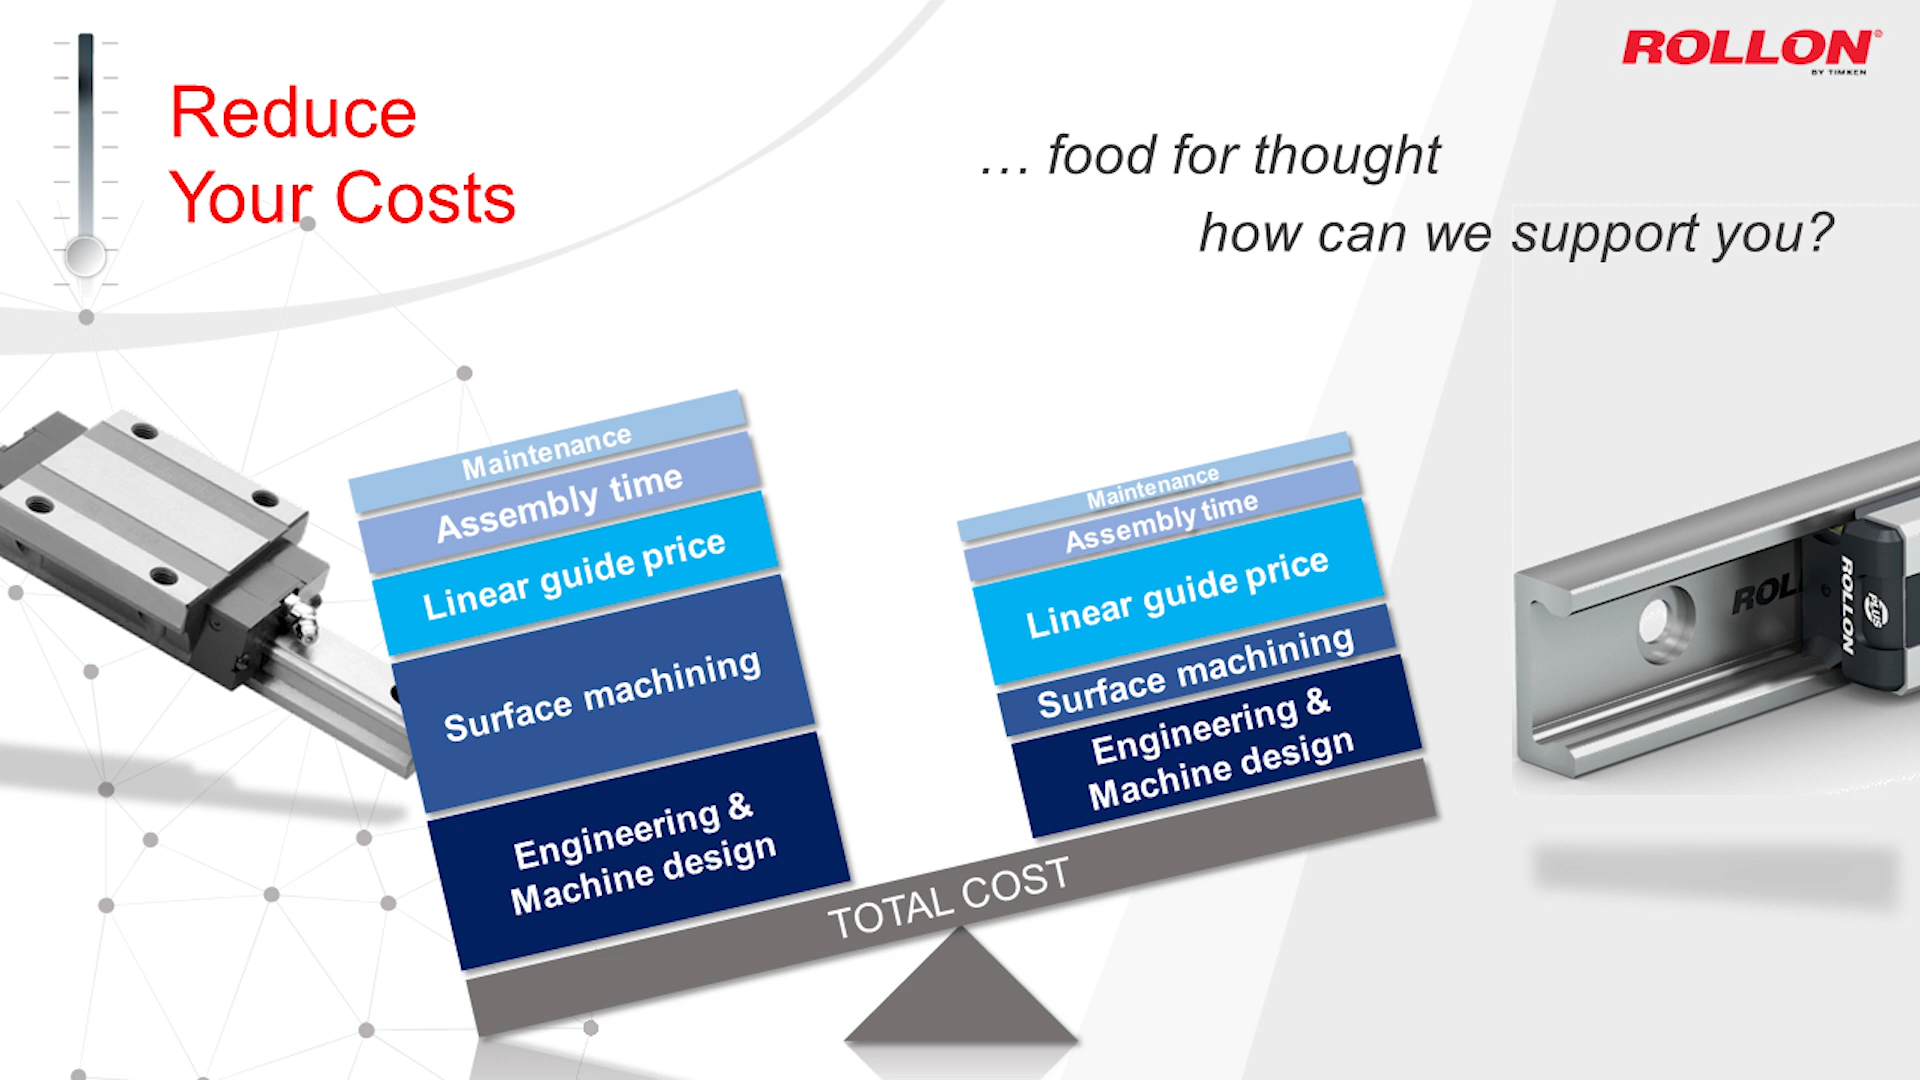 ROLLON®
BY TIMKEN
Reduce
Your Costs
… food for thought
how can we support you?
Maintenance
Assembly time
Linear guide price
Surface machining
Engineering &
Machine design
Maintenance
Assembly time
Linear guide price
Surface machining
Engineering &
Machine design
TOTAL COST
ROLL
ROLLON
PLUS